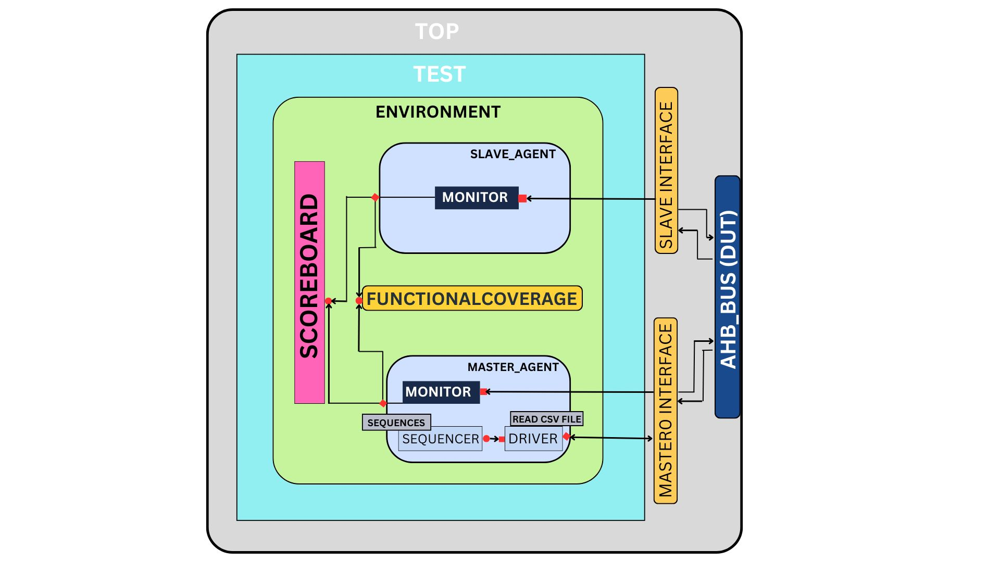 TOP
TEST
ENVIRONMENT
SLAVE_AGENT
MONITOR
SLAVE INTERFACE
SCOREBOARD
FUNCTIONALCOVERAGE
AHB_BUS (DUT)
MASTER_AGENT
MONITOR
SEQUENCES
READ CSV FILE
SEQUENCER
DRIVER
MASTERO INTERFACE